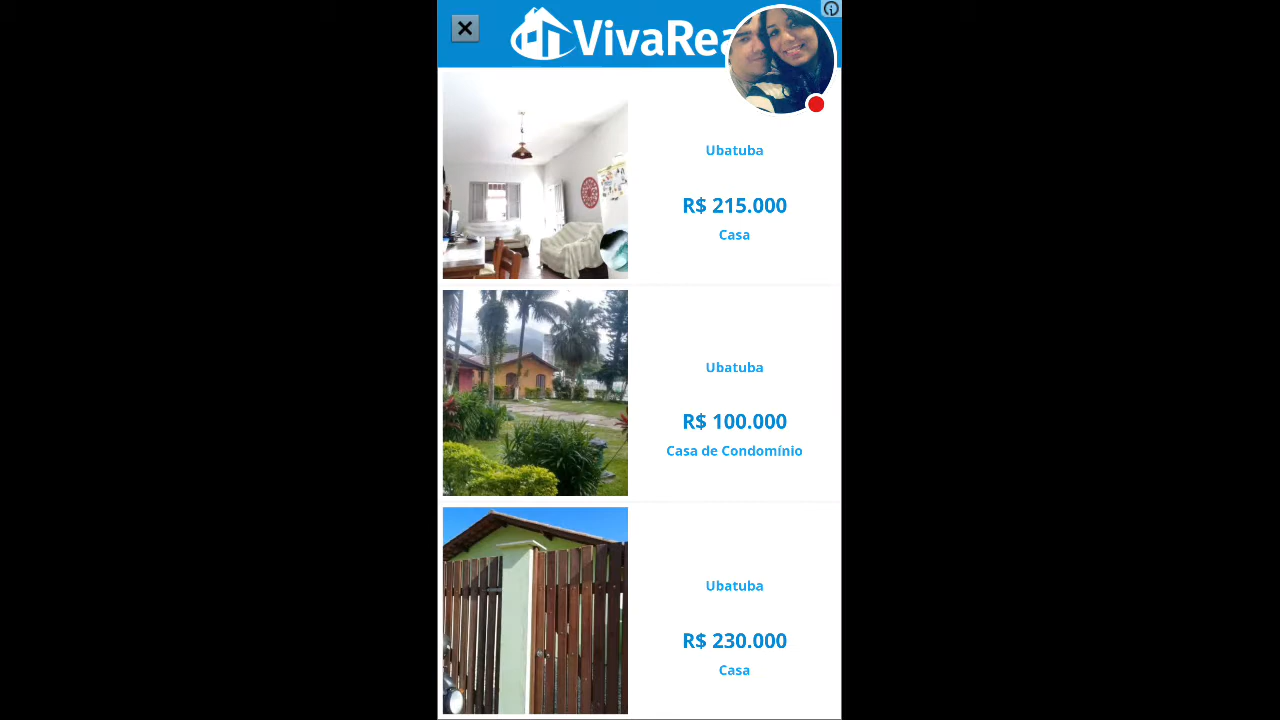 VivaRea
Ubatuba
R$ 215.000
Casa
Ubatuba
R$ 100.000
Casa de Condomínio
Ubatuba
R$ 230.000
Casa